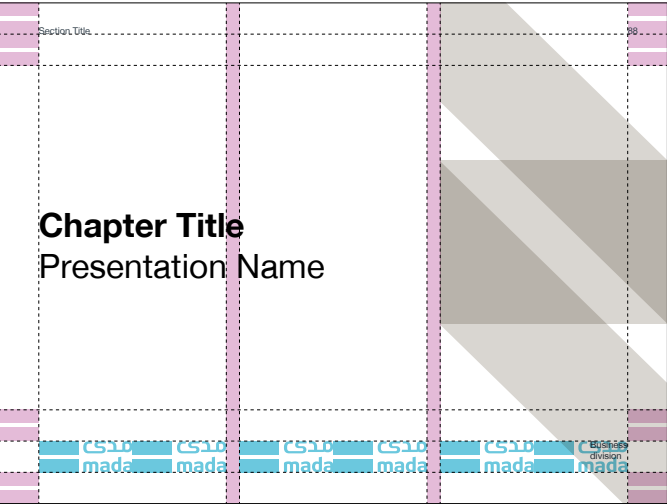 Section Title
88
Chapter Title
Presentation Name
مدى مدى مدى مدى مدى مدى
mada mada mada mada mada mada
Business
division